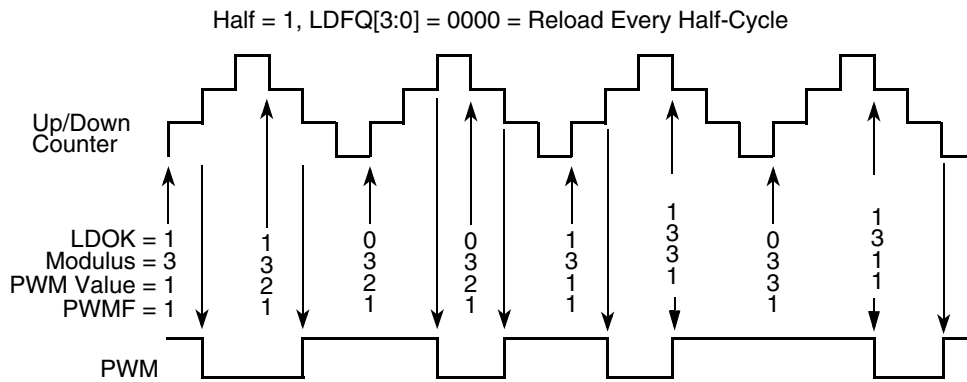 Half = 1, LDFQ[3:0] = 0000 = Reload Every Half-Cycle
Up/Down
Counter
LDOK = 1 1 0 0 1 1 0 1
Modulus = 3 3 3 3 3 3 3 3
PWM Value = 1 2 2 2 1 3 3 1
PWMF = 1 1 1 1 1 1 1 1
PWM